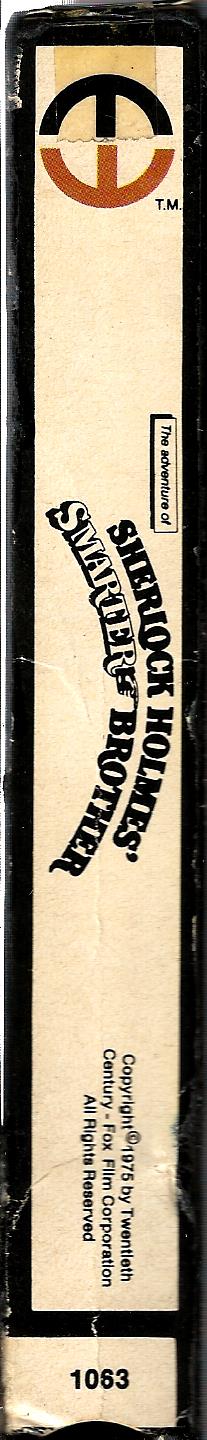 T.M.
The adventure of
SHERLOCK HOLMES'
SMARTER BROTHER
Copyright © 1975 by Twentieth
Century - Fox Film Corporation
All Rights Reserved
1063